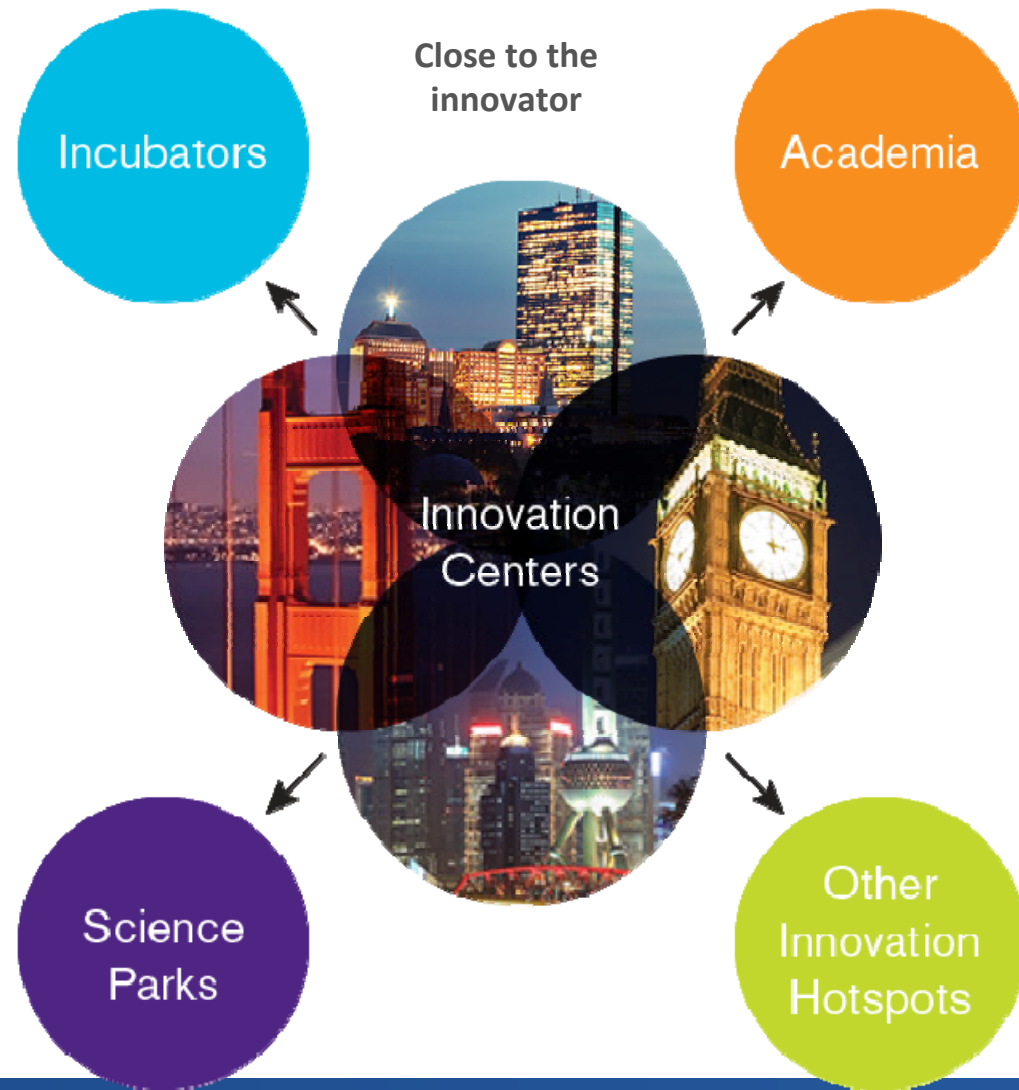 Close to the
innovator
Incubators
Academia
Innovation
Centers
Science
Parks
Other
Innovation
Hotspots